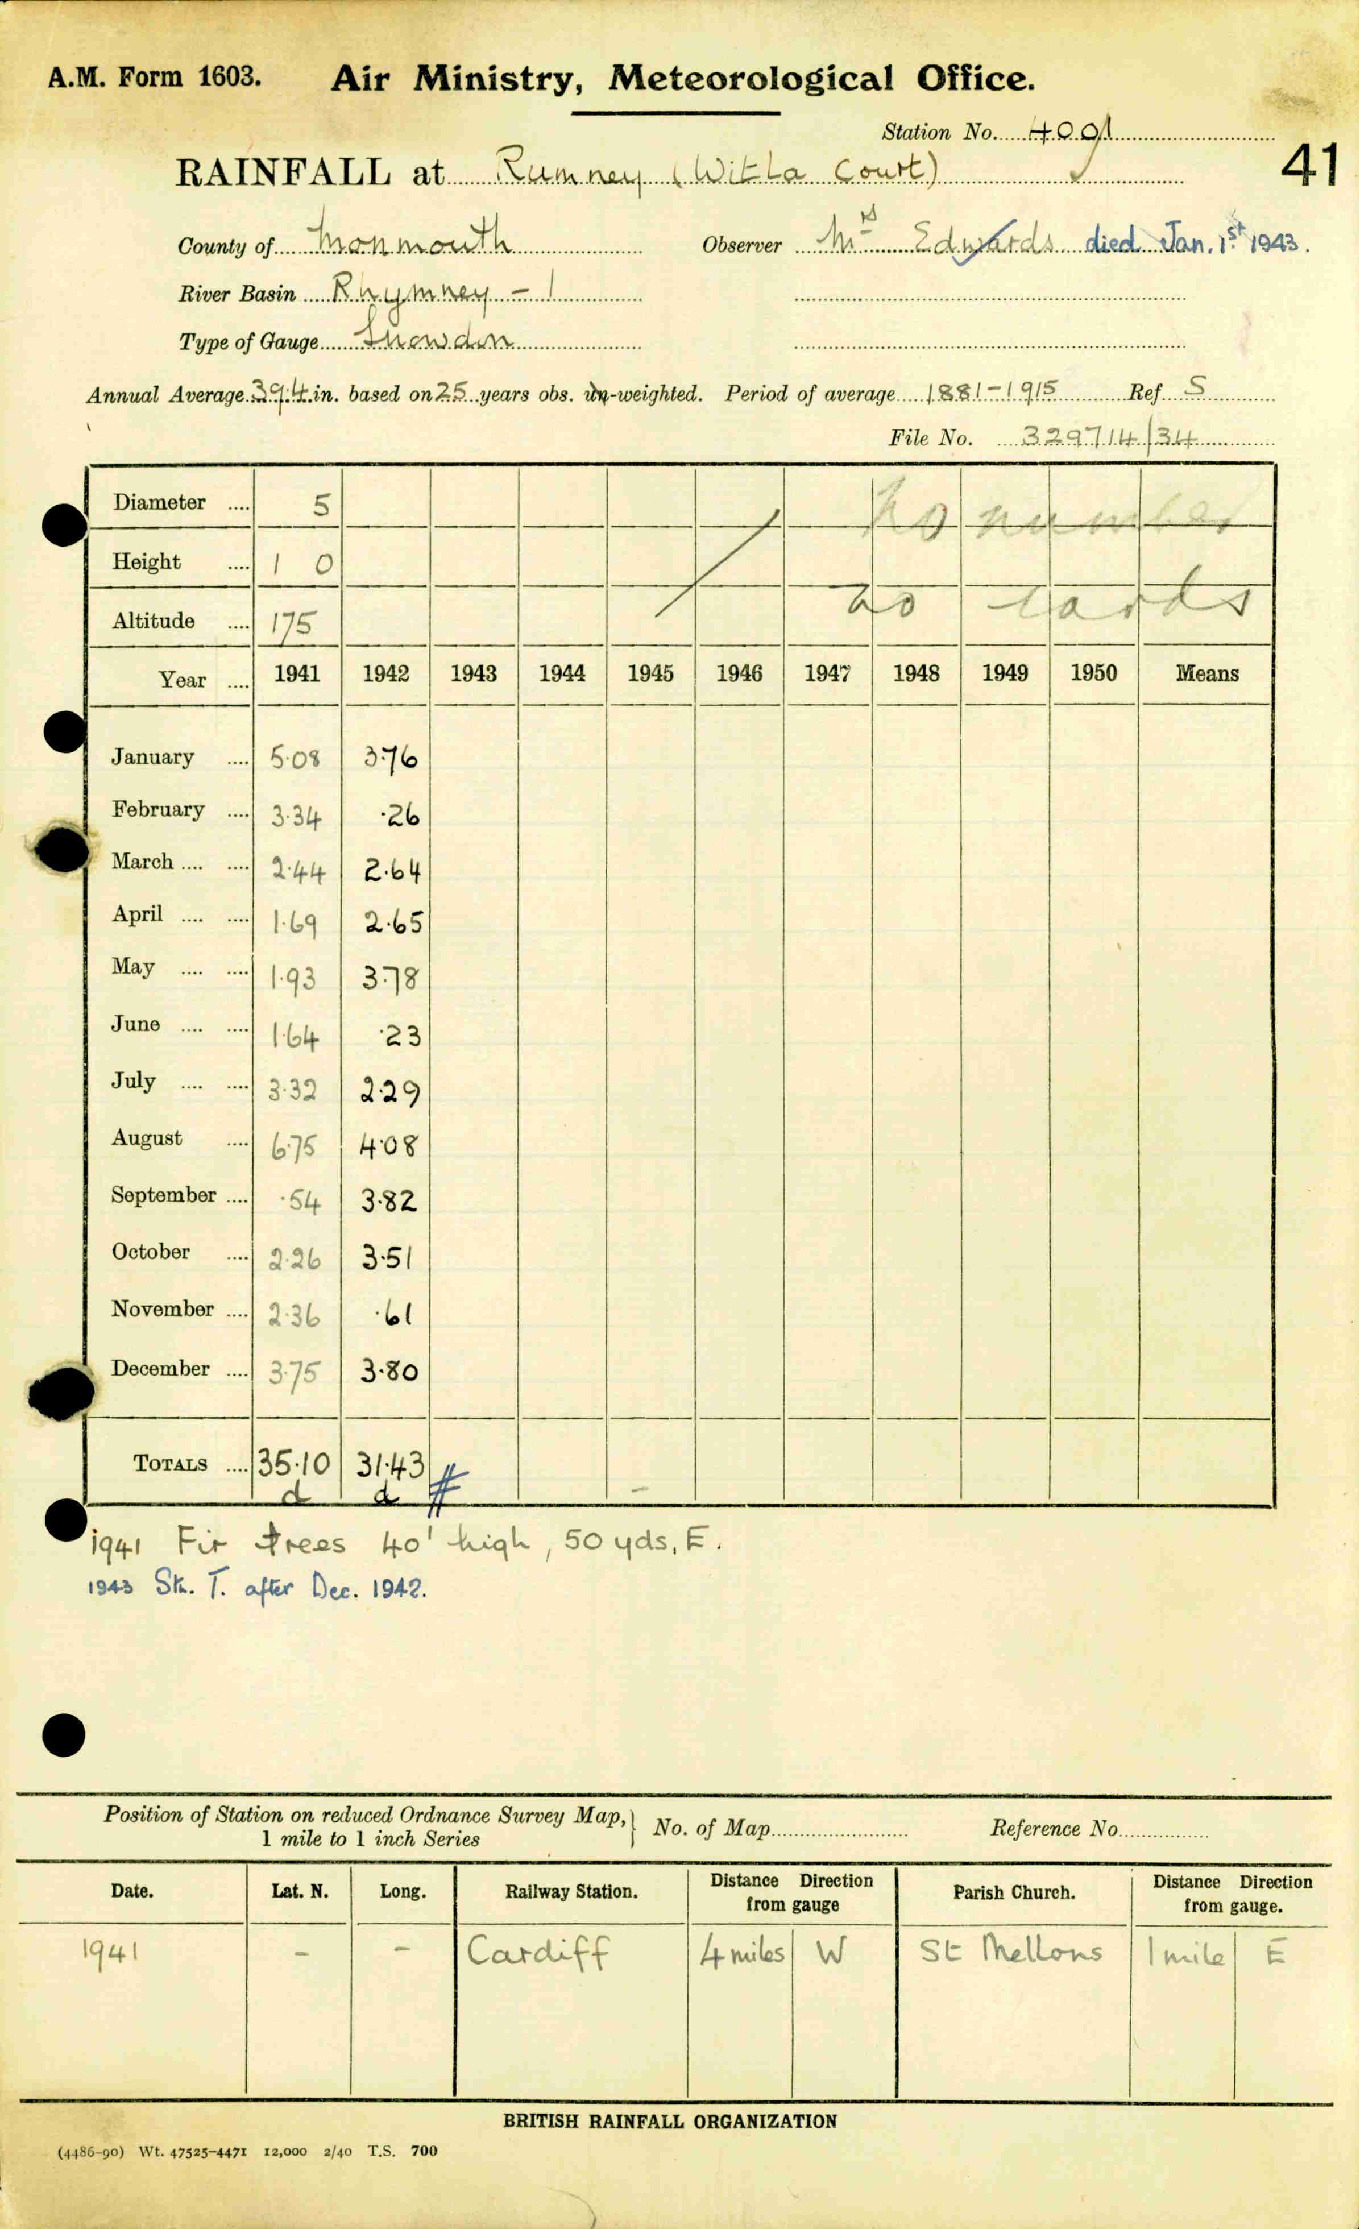 A.M. Form 1603. Air Ministry, Meteorological Office.
Station No. 4091
41
RAINFALL at Rumney (Witla Court)
County of Monmouth Observer Mrs Edwards died Jan. 1st 1943.
River Basin Rhymney - 1
Type of Gauge Snowdon
Annual Average 39.4 in. based on 25 years obs. un-weighted. Period of average 1881-1915 Ref S
File No. 329714/34
Diameter .... 5 no number
Height .... 1 0 no cards
Altitude .... 175
Year .... 1941 1942 1943 1944 1945 1946 1947 1948 1949 1950 Means
January .... 5.08 3.76
February .... 3.34 .26
March .... .... 2.44 2.64
April .... .... 1.69 2.65
May .... .... 1.93 3.78
June .... .... 1.64 .23
July .... .... 3.32 2.29
August .... 6.75 4.08
September .... .54 3.82
October .... 2.26 3.51
November .... 2.36 .61
December .... 3.75 3.80
TOTALS .... 35.10 31.43 #
d d -
1941 Fir trees 40' high, 50 yds, E.
1943 Stn. T. after Dec. 1942.
Position of Station on reduced Ordnance Survey Map, 1 mile to 1 inch Series } No. of Map Reference No.
Date. Lat. N. Long. Railway Station. Distance Direction from gauge Parish Church. Distance Direction from gauge.
1941 - - Cardiff 4 miles W St Mellons 1 mile E
BRITISH RAINFALL ORGANIZATION
(4486-90) Wt. 47525-4471 12,000 2/40 T.S. 700